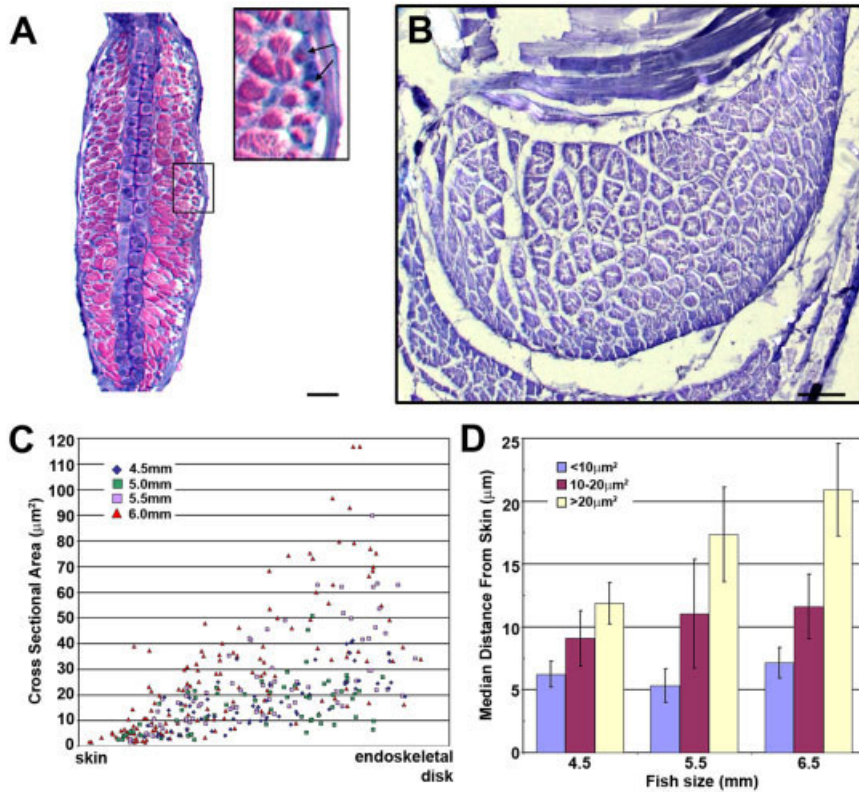 A
B
C
Cross Sectional Area (μm²)
120
110
100
90
80
70
60
50
40
30
20
10
0
4.5mm
5.0mm
5.5mm
6.0mm
skin
endoskeletal
disk
D
Median Distance From Skin (μm)
25
20
15
10
5
0
<10μm²
10-20μm²
>20μm²
4.5
5.5
6.5
Fish size (mm)